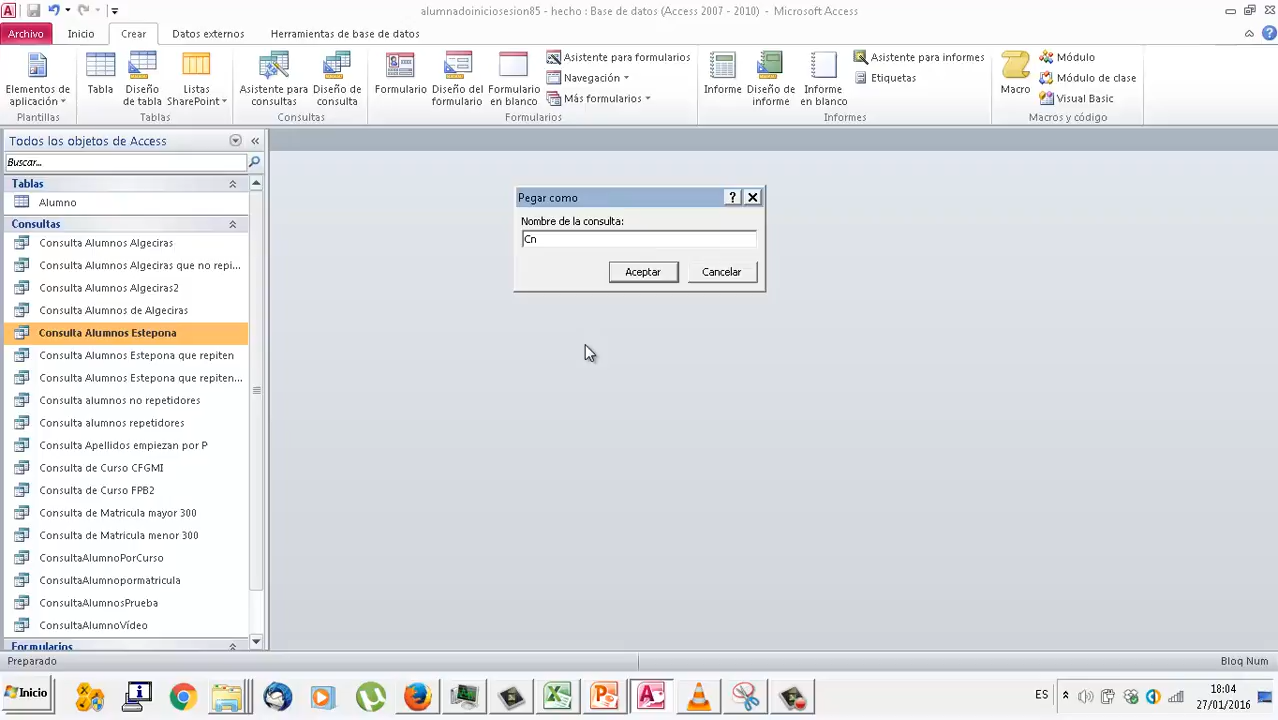 alumnadoiniciosesion85 - hecho : Base de datos (Access 2007 - 2010) - Microsoft Access
Archivo Inicio Crear Datos externos Herramientas de base de datos
Elementos de aplicación
Tabla
Diseño de tabla
Listas SharePoint
Asistente para consultas
Diseño de consulta
Formulario
Diseño del formulario
Formulario en blanco
Asistente para formularios
Navegación
Más formularios
Informe
Diseño de informe
Informe en blanco
Asistente para informes
Etiquetas
Macro
Módulo
Módulo de clase
Visual Basic
Plantillas Tablas Consultas Formularios Informes Macros y código
Todos los objetos de Access
Buscar...
Tablas
Alumno
Consultas
Consulta Alumnos Algeciras
Consulta Alumnos Algeciras que no repi...
Consulta Alumnos Algeciras2
Consulta Alumnos de Algeciras
Consulta Alumnos Estepona
Consulta Alumnos Estepona que repiten
Consulta Alumnos Estepona que repiten...
Consulta alumnos no repetidores
Consulta alumnos repetidores
Consulta Apellidos empiezan por P
Consulta de Curso CFGMI
Consulta de Curso FPB2
Consulta de Matricula mayor 300
Consulta de Matricula menor 300
ConsultaAlumnoPorCurso
ConsultaAlumnopormatricula
ConsultaAlumnosPrueba
ConsultaAlumnoVídeo
Formularios
Pegar como
Nombre de la consulta:
Cn
Aceptar Cancelar
Preparado
Bloq Num
Inicio
ES
18:04
27/01/2016